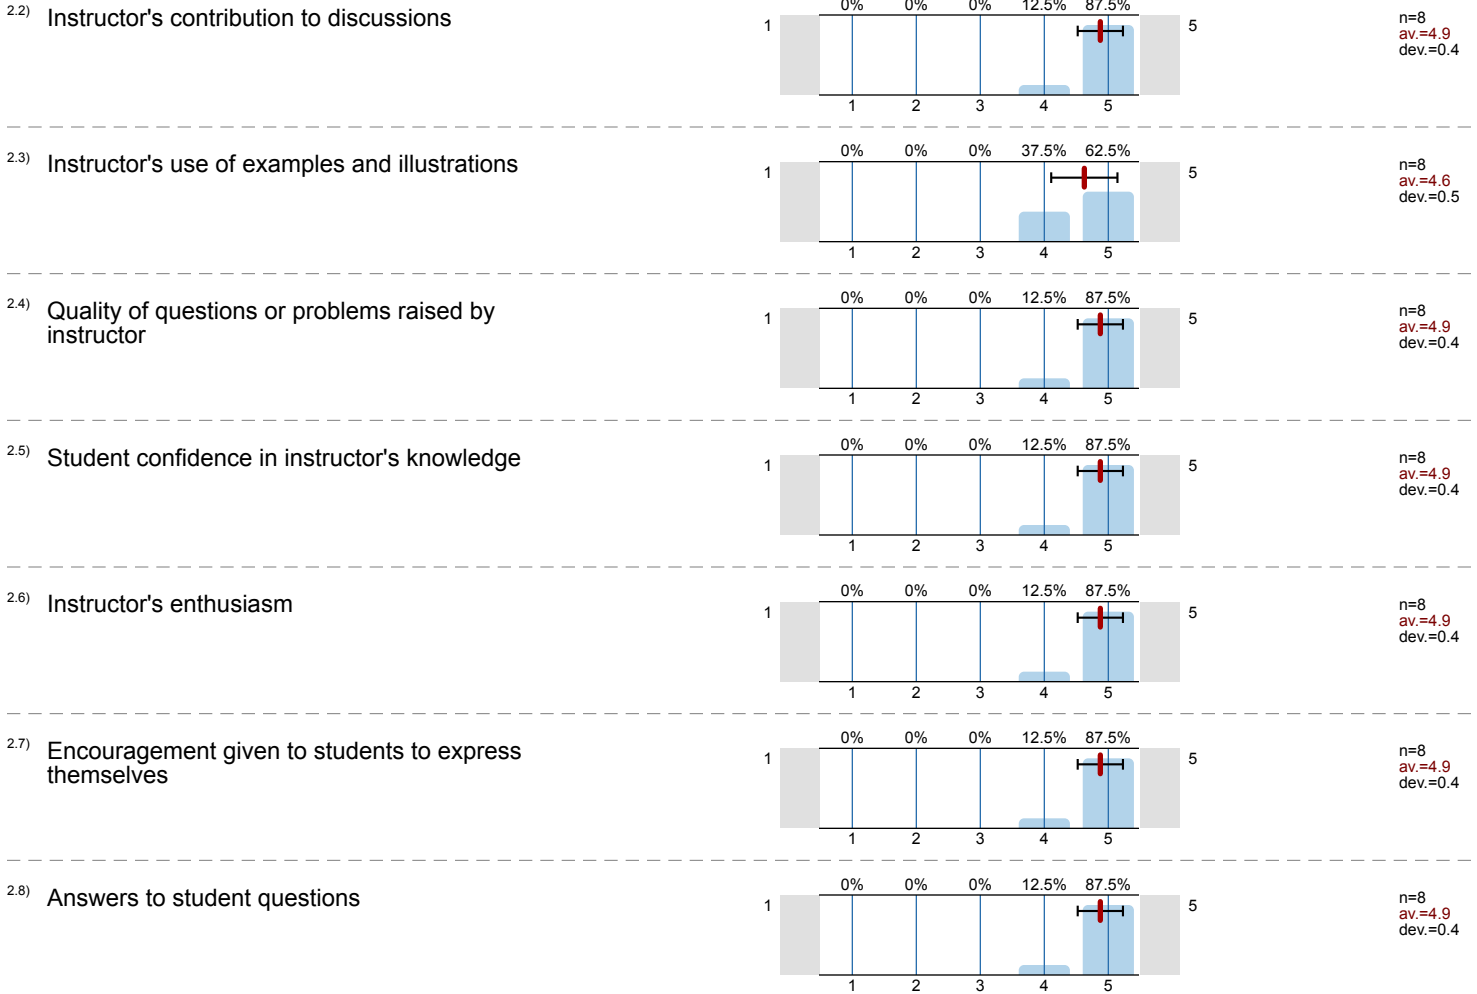 2.2) Instructor's contribution to discussions
0% 0% 0% 12.5% 87.5%
1 5
1 2 3 4 5
n=8
av.=4.9
dev.=0.4
2.3) Instructor's use of examples and illustrations
0% 0% 0% 37.5% 62.5%
1 5
1 2 3 4 5
n=8
av.=4.6
dev.=0.5
2.4) Quality of questions or problems raised by
instructor
0% 0% 0% 12.5% 87.5%
1 5
1 2 3 4 5
n=8
av.=4.9
dev.=0.4
2.5) Student confidence in instructor's knowledge
0% 0% 0% 12.5% 87.5%
1 5
1 2 3 4 5
n=8
av.=4.9
dev.=0.4
2.6) Instructor's enthusiasm
0% 0% 0% 12.5% 87.5%
1 5
1 2 3 4 5
n=8
av.=4.9
dev.=0.4
2.7) Encouragement given to students to express
themselves
0% 0% 0% 12.5% 87.5%
1 5
1 2 3 4 5
n=8
av.=4.9
dev.=0.4
2.8) Answers to student questions
0% 0% 0% 12.5% 87.5%
1 5
1 2 3 4 5
n=8
av.=4.9
dev.=0.4